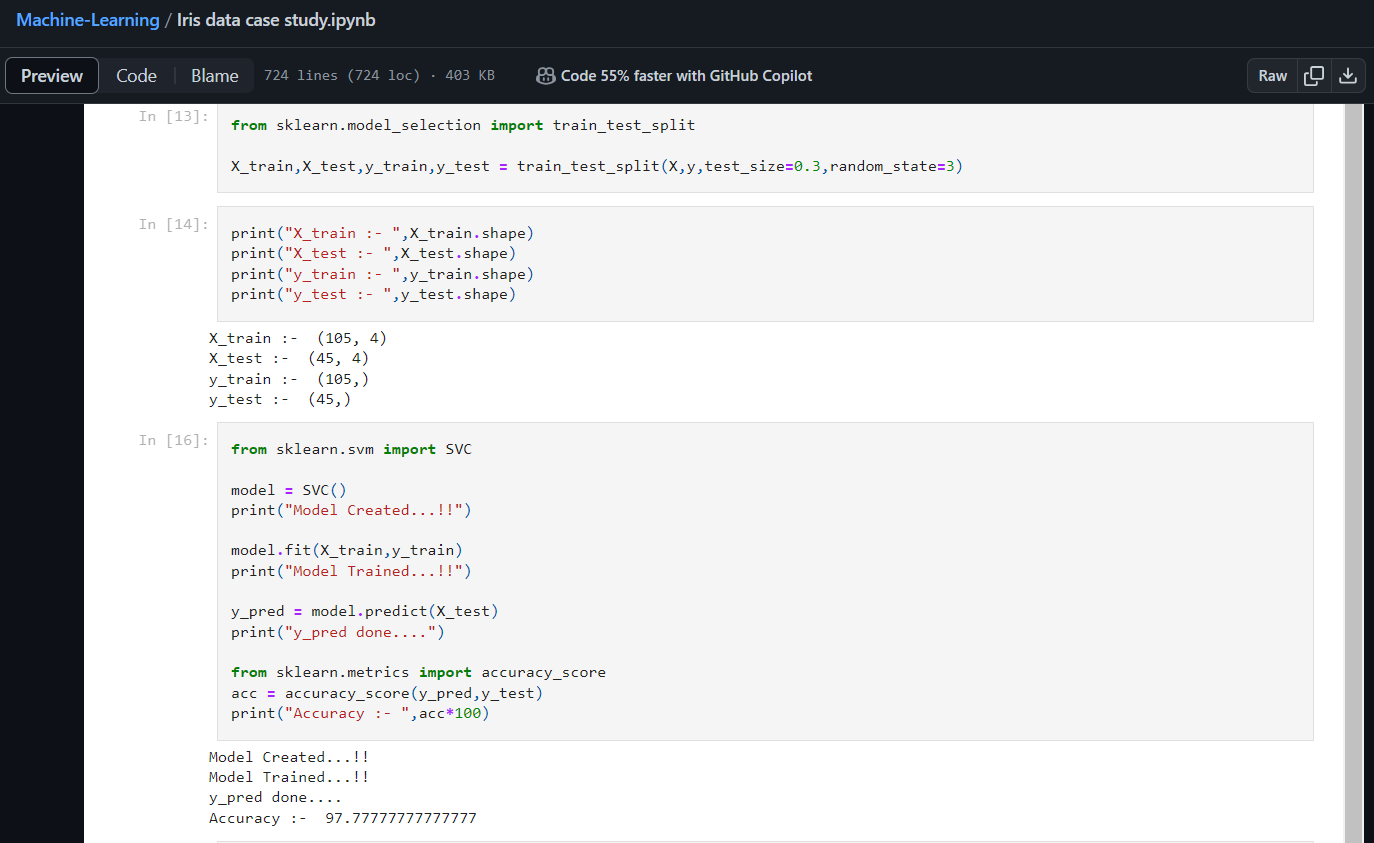 Machine-Learning / Iris data case study.ipynb
Preview Code Blame 724 lines (724 loc) · 403 KB Code 55% faster with GitHub Copilot Raw
In [13]:
from sklearn.model_selection import train_test_split
X_train,X_test,y_train,y_test = train_test_split(X,y,test_size=0.3,random_state=3)
In [14]:
print("X_train :- ",X_train.shape)
print("X_test :- ",X_test.shape)
print("y_train :- ",y_train.shape)
print("y_test :- ",y_test.shape)
X_train :-  (105, 4)
X_test :-  (45, 4)
y_train :-  (105,)
y_test :-  (45,)
In [16]:
from sklearn.svm import SVC
model = SVC()
print("Model Created...!!")
model.fit(X_train,y_train)
print("Model Trained...!!")
y_pred = model.predict(X_test)
print("y_pred done....")
from sklearn.metrics import accuracy_score
acc = accuracy_score(y_pred,y_test)
print("Accuracy :- ",acc*100)
Model Created...!!
Model Trained...!!
y_pred done....
Accuracy :-  97.77777777777777